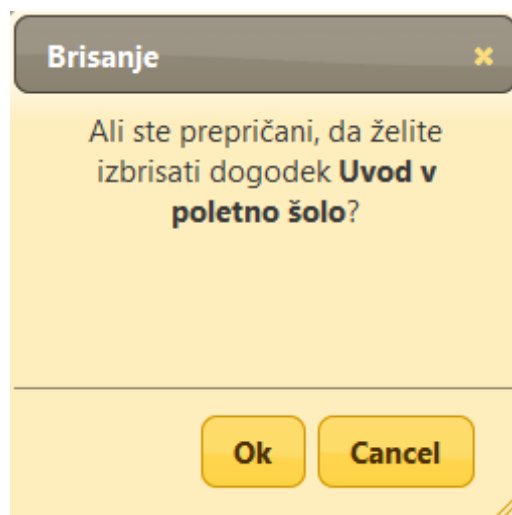 Brisanje
Ali ste prepričani, da želite
izbrisati dogodek Uvod v
poletno šolo?
Ok Cancel